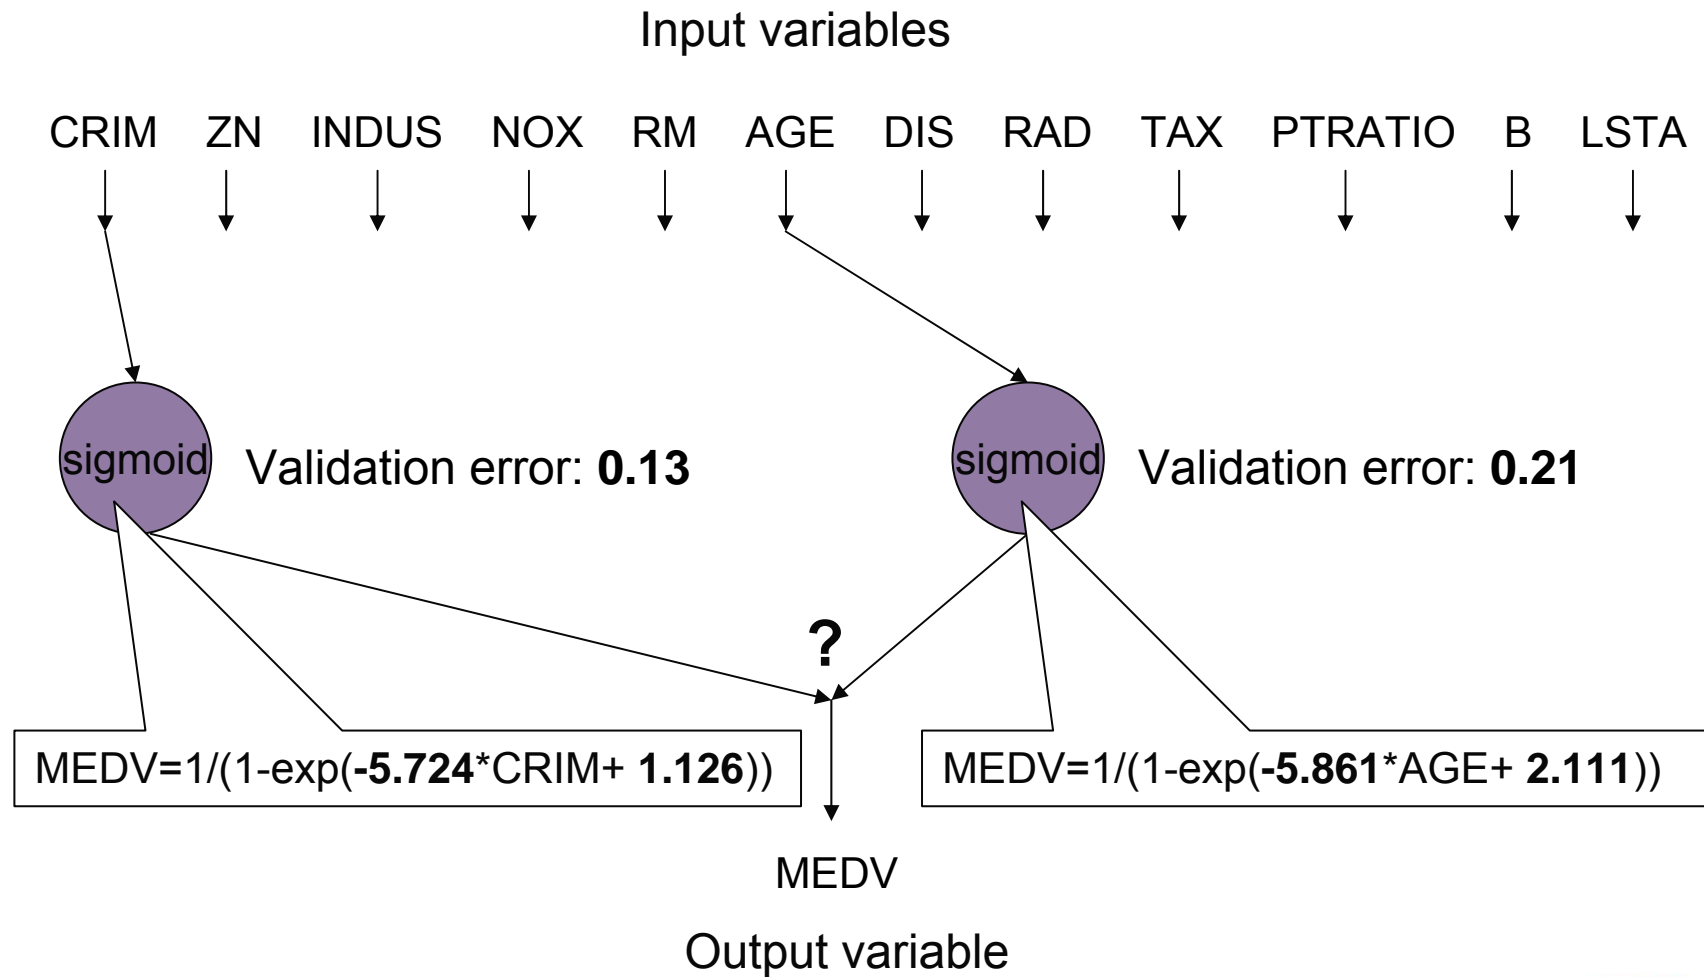 Input variables
CRIM ZN INDUS NOX RM AGE DIS RAD TAX PTRATIO B LSTA
sigmoid Validation error: 0.13 sigmoid Validation error: 0.21
?
MEDV=1/(1-exp(-5.724*CRIM+ 1.126)) MEDV=1/(1-exp(-5.861*AGE+ 2.111))
MEDV
Output variable